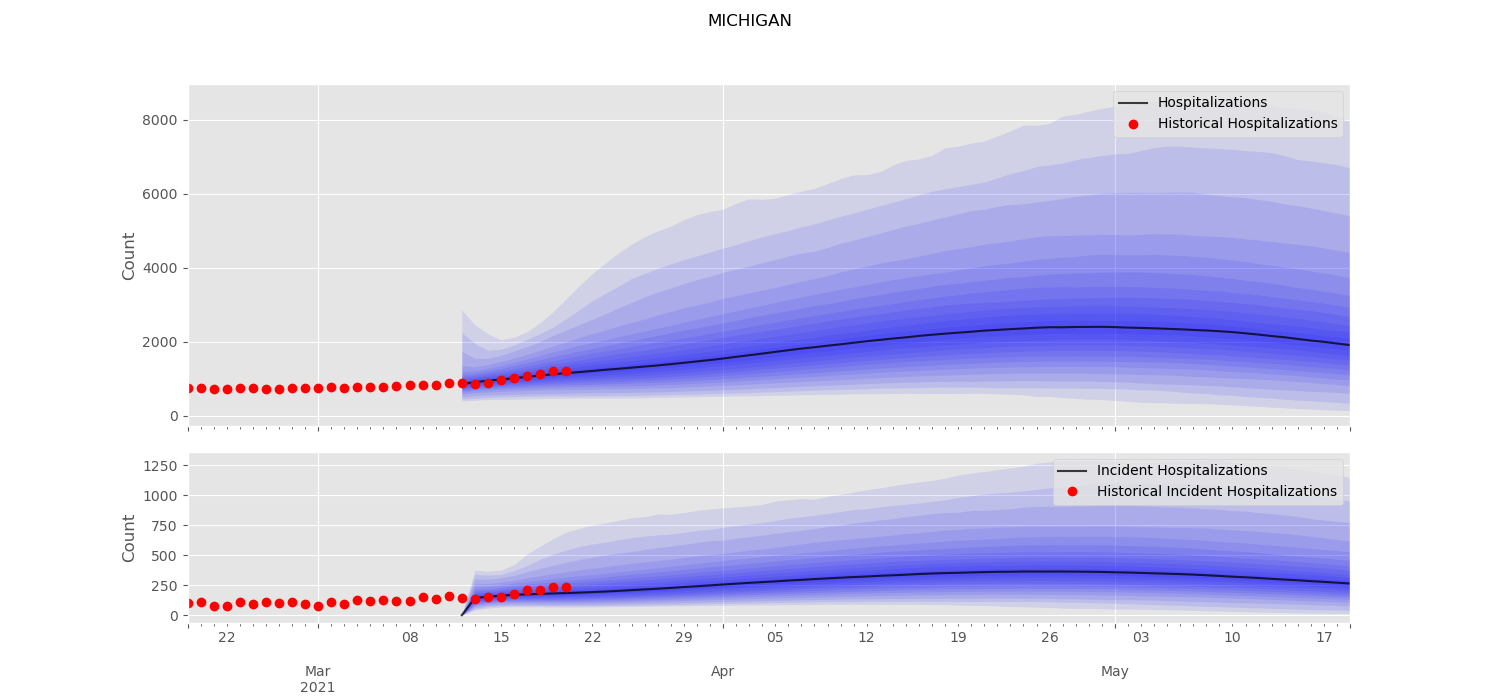 MICHIGAN
Hospitalizations
Historical Hospitalizations
8000
6000
4000
2000
0
Count
Incident Hospitalizations
Historical Incident Hospitalizations
1250
1000
750
500
250
0
Count
22 08 15 22 29 05 12 19 26 03 10 17
Mar Apr May
2021